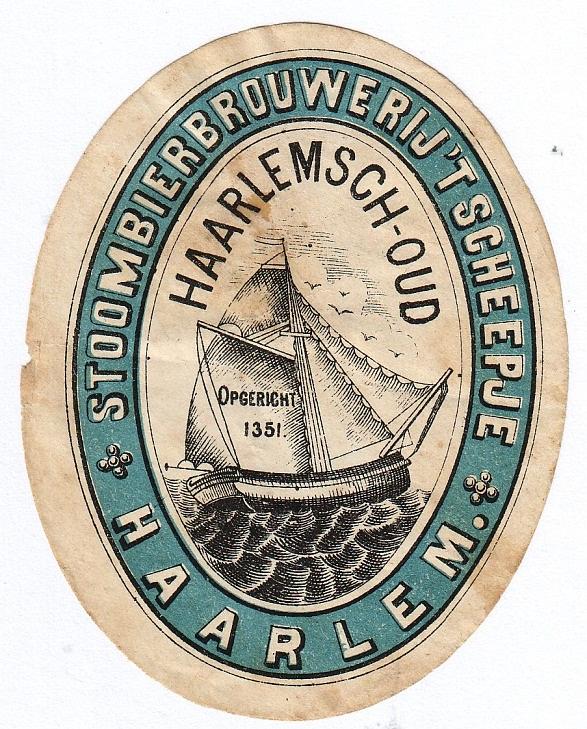 STOOMBIERBROUWERIJ 'T SCHEEPJE
HAARLEMSCH-OUD
OPGERICHT
1351.
HAARLEM.